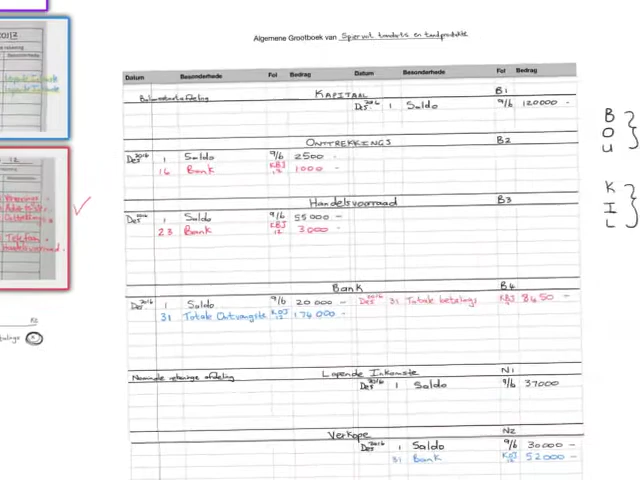 Algemene Grootboek van Spierwit tandarts en tandprodukte
Datum Besonderhede Fol Bedrag Datum Besonderhede Fol Bedrag
KAPITAAL B1
Des 2016 1 Saldo 9/6 120000 –
ONTTREKKINGS B2
Des 2016 1 Saldo 9/6 2500 –
16 Bank KBJ 12 1000 –
Handelsvoorraad B3
Des 2016 1 Saldo 9/6 55000 –
23 Bank KBJ 12 3000 –
Bank B4
Des 2016 1 Saldo 9/6 20 000 – Des 2016 31 Totale betalings KBJ 12 8450 –
31 Totale Ontvangste KOJ 12 174 000 –
Nominale rekeninge afdeling Lopende Inkomste N1
Des 2016 1 Saldo 9/6 37000
Verkope N2
Des 2016 1 Saldo 9/6 30000 –
31 Bank KOJ 12 52000 –
B
O
U
K
I
L